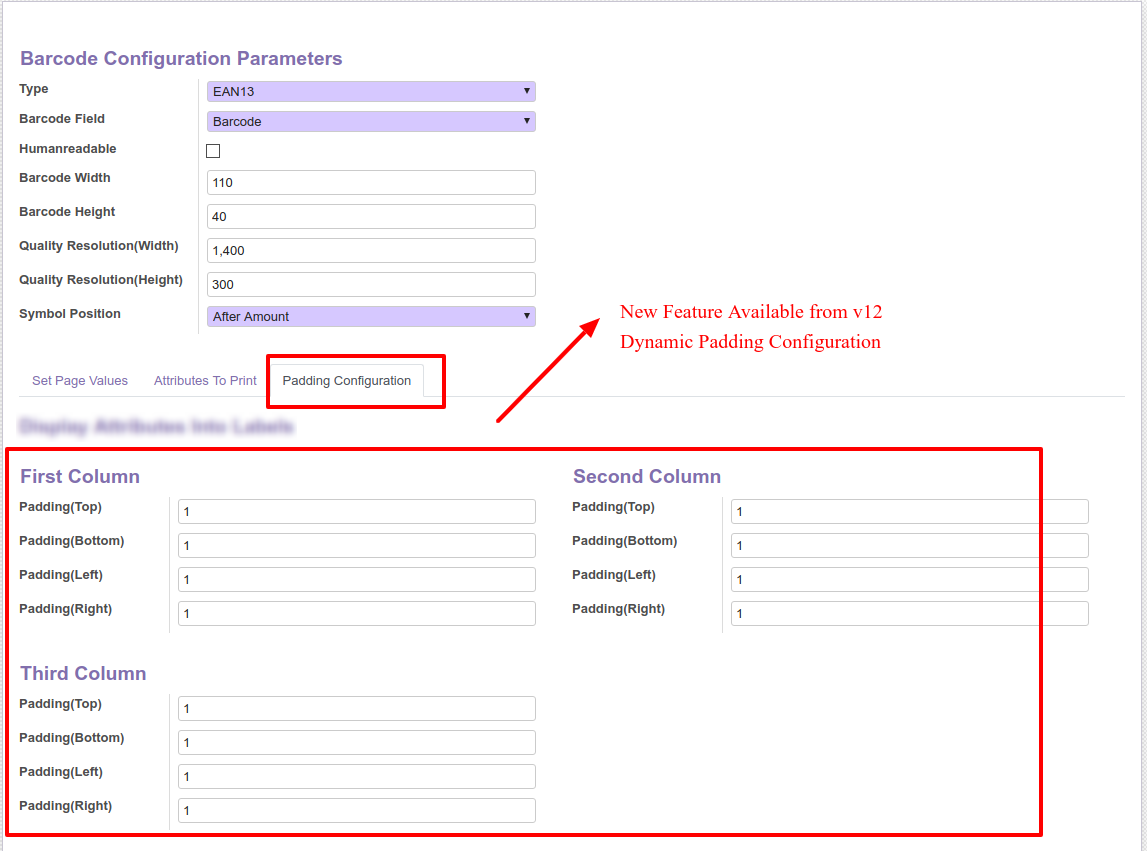 Barcode Configuration Parameters
Type EAN13
Barcode Field Barcode
Humanreadable
Barcode Width 110
Barcode Height 40
Quality Resolution(Width) 1,400
Quality Resolution(Height) 300
Symbol Position After Amount
New Feature Available from v12
Dynamic Padding Configuration
Set Page Values Attributes To Print Padding Configuration
Display Attributes Into Labels
First Column
Padding(Top) 1
Padding(Bottom) 1
Padding(Left) 1
Padding(Right) 1
Second Column
Padding(Top) 1
Padding(Bottom) 1
Padding(Left) 1
Padding(Right) 1
Third Column
Padding(Top) 1
Padding(Bottom) 1
Padding(Left) 1
Padding(Right) 1